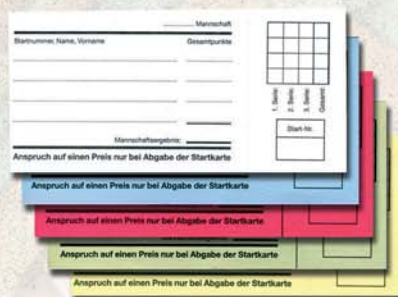 Mannschaft
Startnummer, Name, Vorname Gesamtpunkte
1. Serie:
2. Serie:
3. Serie:
Gesamt:
Mannschaftsergebnis:
Start-Nr.
Anspruch auf einen Preis nur bei Abgabe der Startkarte
Anspruch auf einen Preis nur bei Abgabe der Startkarte
Anspruch auf einen Preis nur bei Abgabe der Startkarte
Anspruch auf einen Preis nur bei Abgabe der Startkarte
Anspruch auf einen Preis nur bei Abgabe der Startkarte